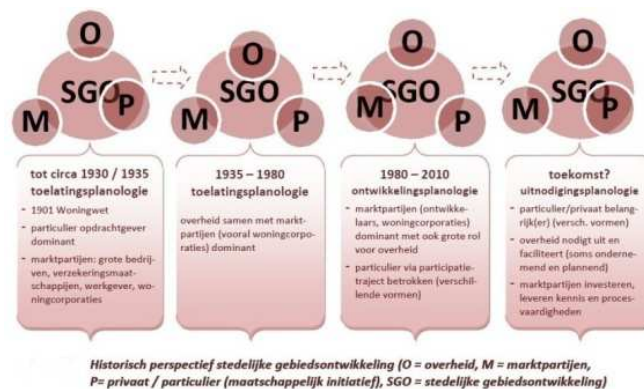 O
SGO
M
P
O
SGO
M
P
O
SGO
M
P
O
SGO
M
P
tot circa 1930 / 1935
toelatingsplanologie
- 1901 Woningwet
- particulier opdrachtgever
dominant
- marktpartijen: grote bedrij-
ven, verzekeringsmaat-
schappijen, werkgever, wo-
ningcorporaties
1935 – 1980
toelatingsplanologie
overheid samen met markt-
partijen (vooral woningcorpo-
raties) dominant
1980 - 2010
ontwikkelingsplanologie
- marktpartijen (ontwikke-
laars, woningcorporaties)
dominant met ook grote rol
voor overheid
- particulier via participatie-
traject betrokken (verschil-
lende vormen)
toekomst?
uitnodigingsplanologie
- particulier/privaat belang-
rijk(er) (versch. vormen)
- overheid nodigt uit en
faciliteert (soms onderne-
mend en plannend)
- marktpartijen investeren,
leveren kennis en proces-
vaardigheden
Historisch perspectief stedelijke gebiedsontwikkeling (O = overheid, M = marktpartijen,
P= privaat / particulier (maatschappelijk initiatief), SGO = stedelijke gebiedsontwikkeling)